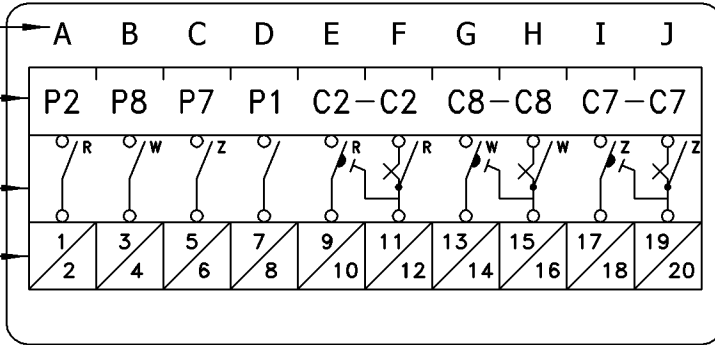 A B C D E F G H I J
P2 P8 P7 P1 C2-C2 C8-C8 C7-C7
R W Z R R W W Z Z
1 3 5 7 9 11 13 15 17 19
2 4 6 8 10 12 14 16 18 20